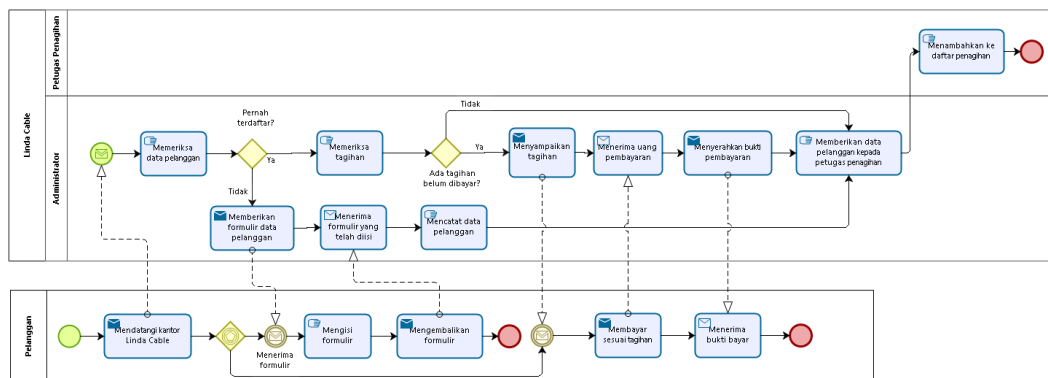 Linda Cable
Petugas Penagihan
Menambahkan ke
daftar penagihan
Administrator
Memeriksa
data pelanggan
Pernah
terdaftar?
Ya
Tidak
Memeriksa
tagihan
Ada tagihan
belum dibayar?
Tidak
Ya
Menyampaikan
tagihan
Menerima uang
pembayaran
Menyerahkan bukti
pembayaran
Memberikan data
pelanggan kepada
petugas penagihan
Memberikan
formulir data
pelanggan
Menerima
formulir yang
telah diisi
Mencatat data
pelanggan
Pelanggan
Mendatangi kantor
Linda Cable
Menerima
formulir
Mengisi
formulir
Mengembalikan
formulir
Membayar
sesuai tagihan
Menerima
bukti bayar